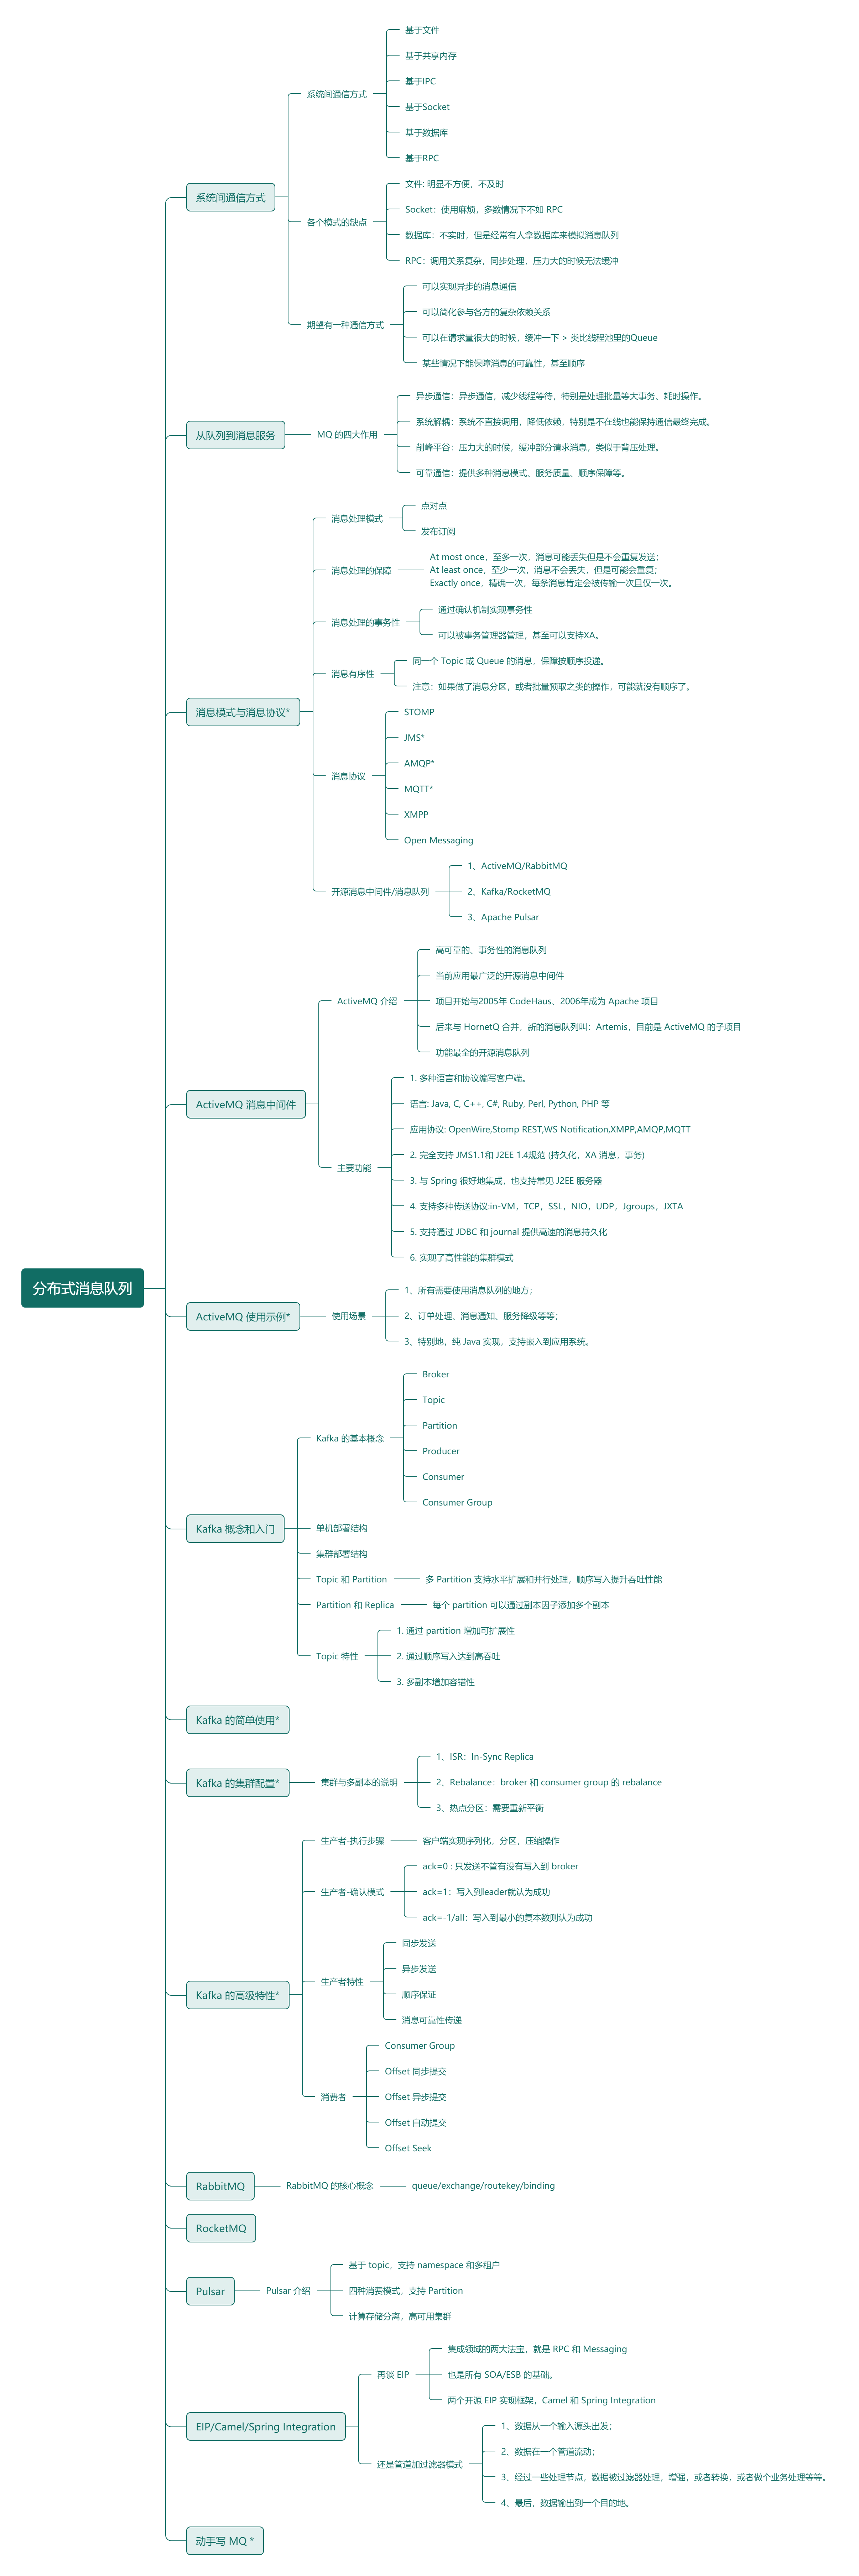 分布式消息队列
系统间通信方式
系统间通信方式
基于文件
基于共享内存
基于IPC
基于Socket
基于数据库
基于RPC
各个模式的缺点
文件: 明显不方便，不及时
Socket：使用麻烦，多数情况下不如 RPC
数据库：不实时，但是经常有人拿数据库来模拟消息队列
RPC：调用关系复杂，同步处理，压力大的时候无法缓冲
期望有一种通信方式
可以实现异步的消息通信
可以简化参与各方的复杂依赖关系
可以在请求量很大的时候，缓冲一下 > 类比线程池里的Queue
某些情况下能保障消息的可靠性，甚至顺序
从队列到消息服务
MQ 的四大作用
异步通信：异步通信，减少线程等待，特别是处理批量等大事务、耗时操作。
系统解耦：系统不直接调用，降低依赖，特别是不在线也能保持通信最终完成。
削峰平谷：压力大的时候，缓冲部分请求消息，类似于背压处理。
可靠通信：提供多种消息模式、服务质量、顺序保障等。
消息模式与消息协议*
消息处理模式
点对点
发布订阅
消息处理的保障
At most once，至多一次，消息可能丢失但是不会重复发送；
At least once，至少一次，消息不会丢失，但是可能会重复；
Exactly once，精确一次，每条消息肯定会被传输一次且仅一次。
消息处理的事务性
通过确认机制实现事务性
可以被事务管理器管理，甚至可以支持XA。
消息有序性
同一个 Topic 或 Queue 的消息，保障按顺序投递。
注意：如果做了消息分区，或者批量预取之类的操作，可能就没有顺序了。
消息协议
STOMP
JMS*
AMQP*
MQTT*
XMPP
Open Messaging
开源消息中间件/消息队列
1、ActiveMQ/RabbitMQ
2、Kafka/RocketMQ
3、Apache Pulsar
ActiveMQ 消息中间件
ActiveMQ 介绍
高可靠的、事务性的消息队列
当前应用最广泛的开源消息中间件
项目开始与2005年 CodeHaus、2006年成为 Apache 项目
后来与 HornetQ 合并，新的消息队列叫：Artemis，目前是 ActiveMQ 的子项目
功能最全的开源消息队列
主要功能
1. 多种语言和协议编写客户端。
语言: Java, C, C++, C#, Ruby, Perl, Python, PHP 等
应用协议: OpenWire,Stomp REST,WS Notification,XMPP,AMQP,MQTT
2. 完全支持 JMS1.1和 J2EE 1.4规范 (持久化，XA 消息，事务)
3. 与 Spring 很好地集成，也支持常见 J2EE 服务器
4. 支持多种传送协议:in-VM，TCP，SSL，NIO，UDP，Jgroups，JXTA
5. 支持通过 JDBC 和 journal 提供高速的消息持久化
6. 实现了高性能的集群模式
ActiveMQ 使用示例*
使用场景
1、所有需要使用消息队列的地方；
2、订单处理、消息通知、服务降级等等；
3、特别地，纯 Java 实现，支持嵌入到应用系统。
Kafka 概念和入门
Kafka 的基本概念
Broker
Topic
Partition
Producer
Consumer
Consumer Group
单机部署结构
集群部署结构
Topic 和 Partition
多 Partition 支持水平扩展和并行处理，顺序写入提升吞吐性能
Partition 和 Replica
每个 partition 可以通过副本因子添加多个副本
Topic 特性
1. 通过 partition 增加可扩展性
2. 通过顺序写入达到高吞吐
3. 多副本增加容错性
Kafka 的简单使用*
Kafka 的集群配置*
集群与多副本的说明
1、ISR：In-Sync Replica
2、Rebalance：broker 和 consumer group 的 rebalance
3、热点分区：需要重新平衡
Kafka 的高级特性*
生产者-执行步骤
客户端实现序列化，分区，压缩操作
生产者-确认模式
ack=0 : 只发送不管有没有写入到 broker
ack=1：写入到leader就认为成功
ack=-1/all：写入到最小的复本数则认为成功
生产者特性
同步发送
异步发送
顺序保证
消息可靠性传递
消费者
Consumer Group
Offset 同步提交
Offset 异步提交
Offset 自动提交
Offset Seek
RabbitMQ
RabbitMQ 的核心概念
queue/exchange/routekey/binding
RocketMQ
Pulsar
Pulsar 介绍
基于 topic，支持 namespace 和多租户
四种消费模式，支持 Partition
计算存储分离，高可用集群
EIP/Camel/Spring Integration
再谈 EIP
集成领域的两大法宝，就是 RPC 和 Messaging
也是所有 SOA/ESB 的基础。
两个开源 EIP 实现框架，Camel 和 Spring Integration
还是管道加过滤器模式
1、数据从一个输入源头出发；
2、数据在一个管道流动；
3、经过一些处理节点，数据被过滤器处理，增强，或者转换，或者做个业务处理等等。
4、最后，数据输出到一个目的地。
动手写 MQ *